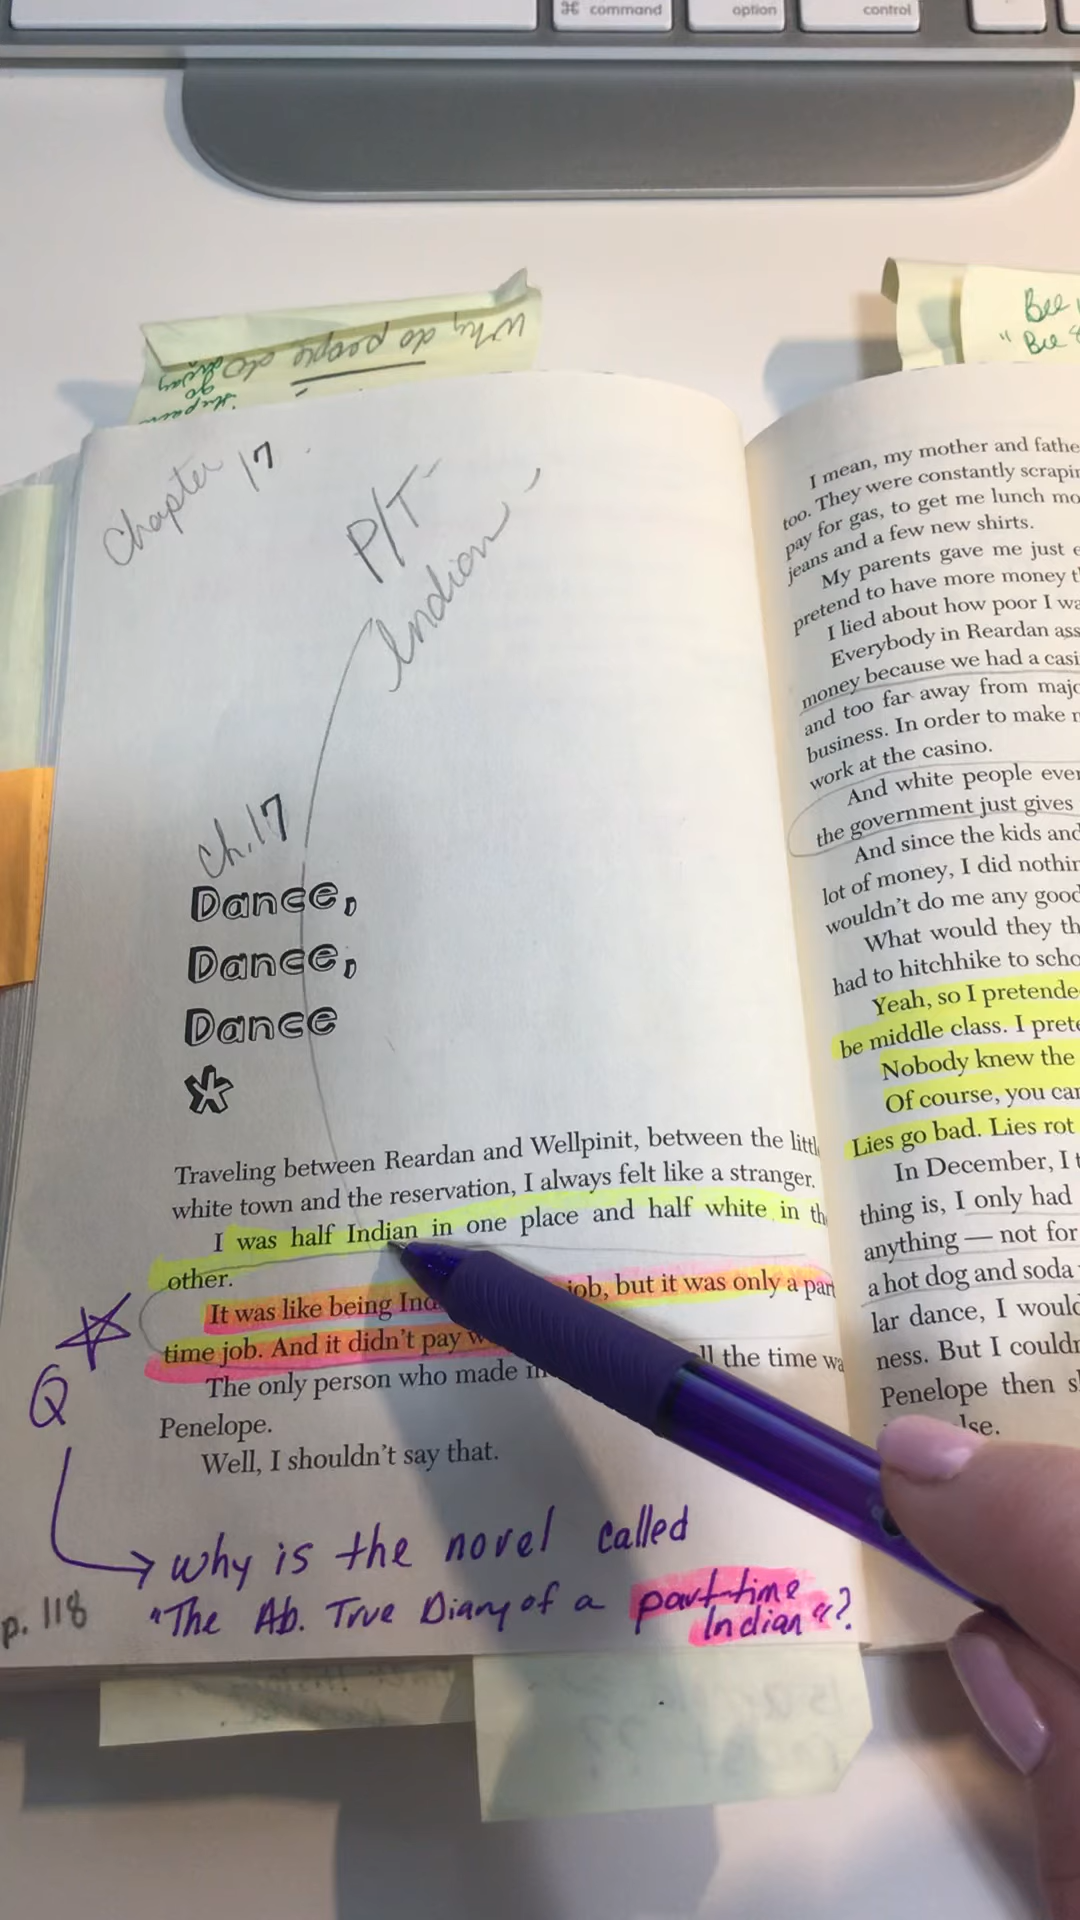 command
option
control
Why do people do
Bee
"Bee
Chapter 17
P/T
Indian
Ch.17
Dance,
Dance,
Dance
*
Traveling between Reardan and Wellpinit, between the littl
white town and the reservation, I always felt like a stranger.
I was half Indian in one place and half white in th
other.
It was like being Ind job, but it was only a part
time job. And it didn't pay w
The only person who made ll the time wa
Penelope.
Well, I shouldn't say that.
Q
why is the novel called
"The Ab. True Diary of a part-time
Indian"?
p. 118
I mean, my mother and fathe
too. They were constantly scrapin
pay for gas, to get me lunch mo
jeans and a few new shirts.
My parents gave me just e
pretend to have more money t
I lied about how poor I wa
Everybody in Reardan ass
money because we had a casi
and too far away from majo
business. In order to make
work at the casino.
And white people ever
the government just gives
And since the kids and
lot of money, I did nothin
wouldn't do me any good
What would they th
had to hitchhike to scho
Yeah, so I pretende
be middle class. I prete
Nobody knew the
Of course, you can
Lies go bad. Lies rot
In December, I t
thing is, I only had
anything — not for
a hot dog and soda
lar dance, I would
ness. But I couldn
Penelope then s
lse.